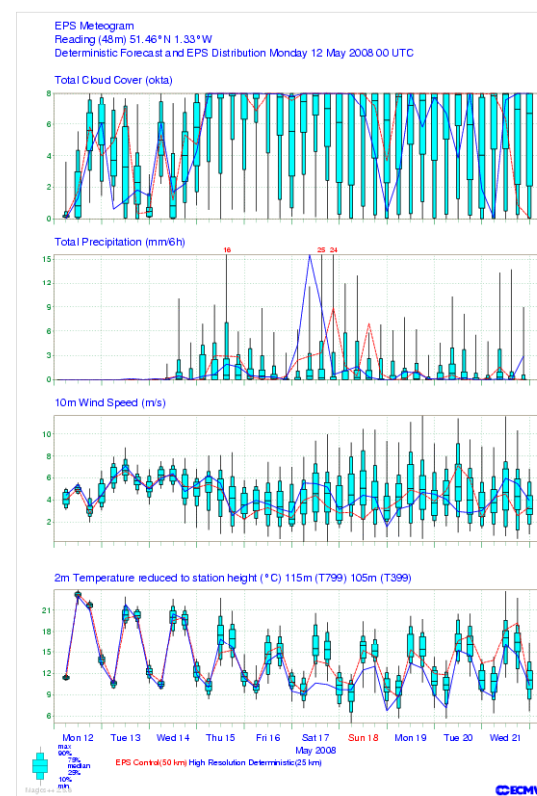 EPS Meteogram
Reading (48m) 51.46°N 1.33°W
Deterministic Forecast and EPS Distribution Monday 12 May 2008 00 UTC
Total Cloud Cover (okta)
8
6
4
2
0
Total Precipitation (mm/6h)
16 25 24
15
12
9
6
3
0
10m Wind Speed (m/s)
10
8
6
4
2
2m Temperature reduced to station height (°C) 115m (T799) 105m (T399)
21
18
15
12
9
6
Mon 12 Tue 13 Wed 14 Thu 15 Fri 16 Sat 17 Sun 18 Mon 19 Tue 20 Wed 21
May 2008
max
90%
75%
median
25%
10%
min
EPS Control(50 km) High Resolution Deterministic(25 km)